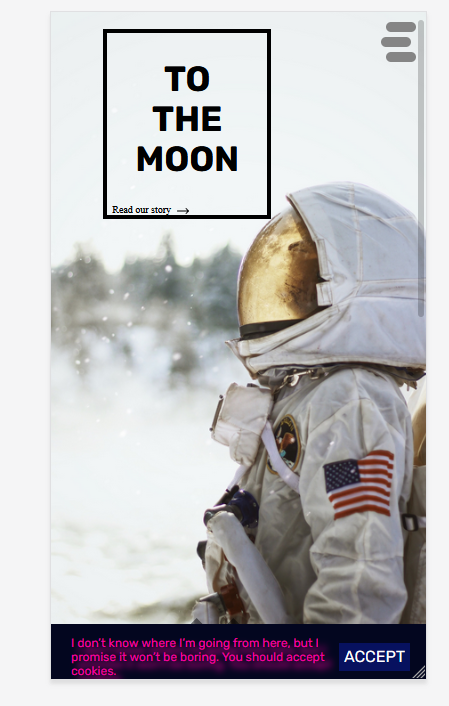 TO
THE
MOON
Read our story
I don't know where I'm going from here, but I
promise it won't be boring. You should accept
cookies.
ACCEPT